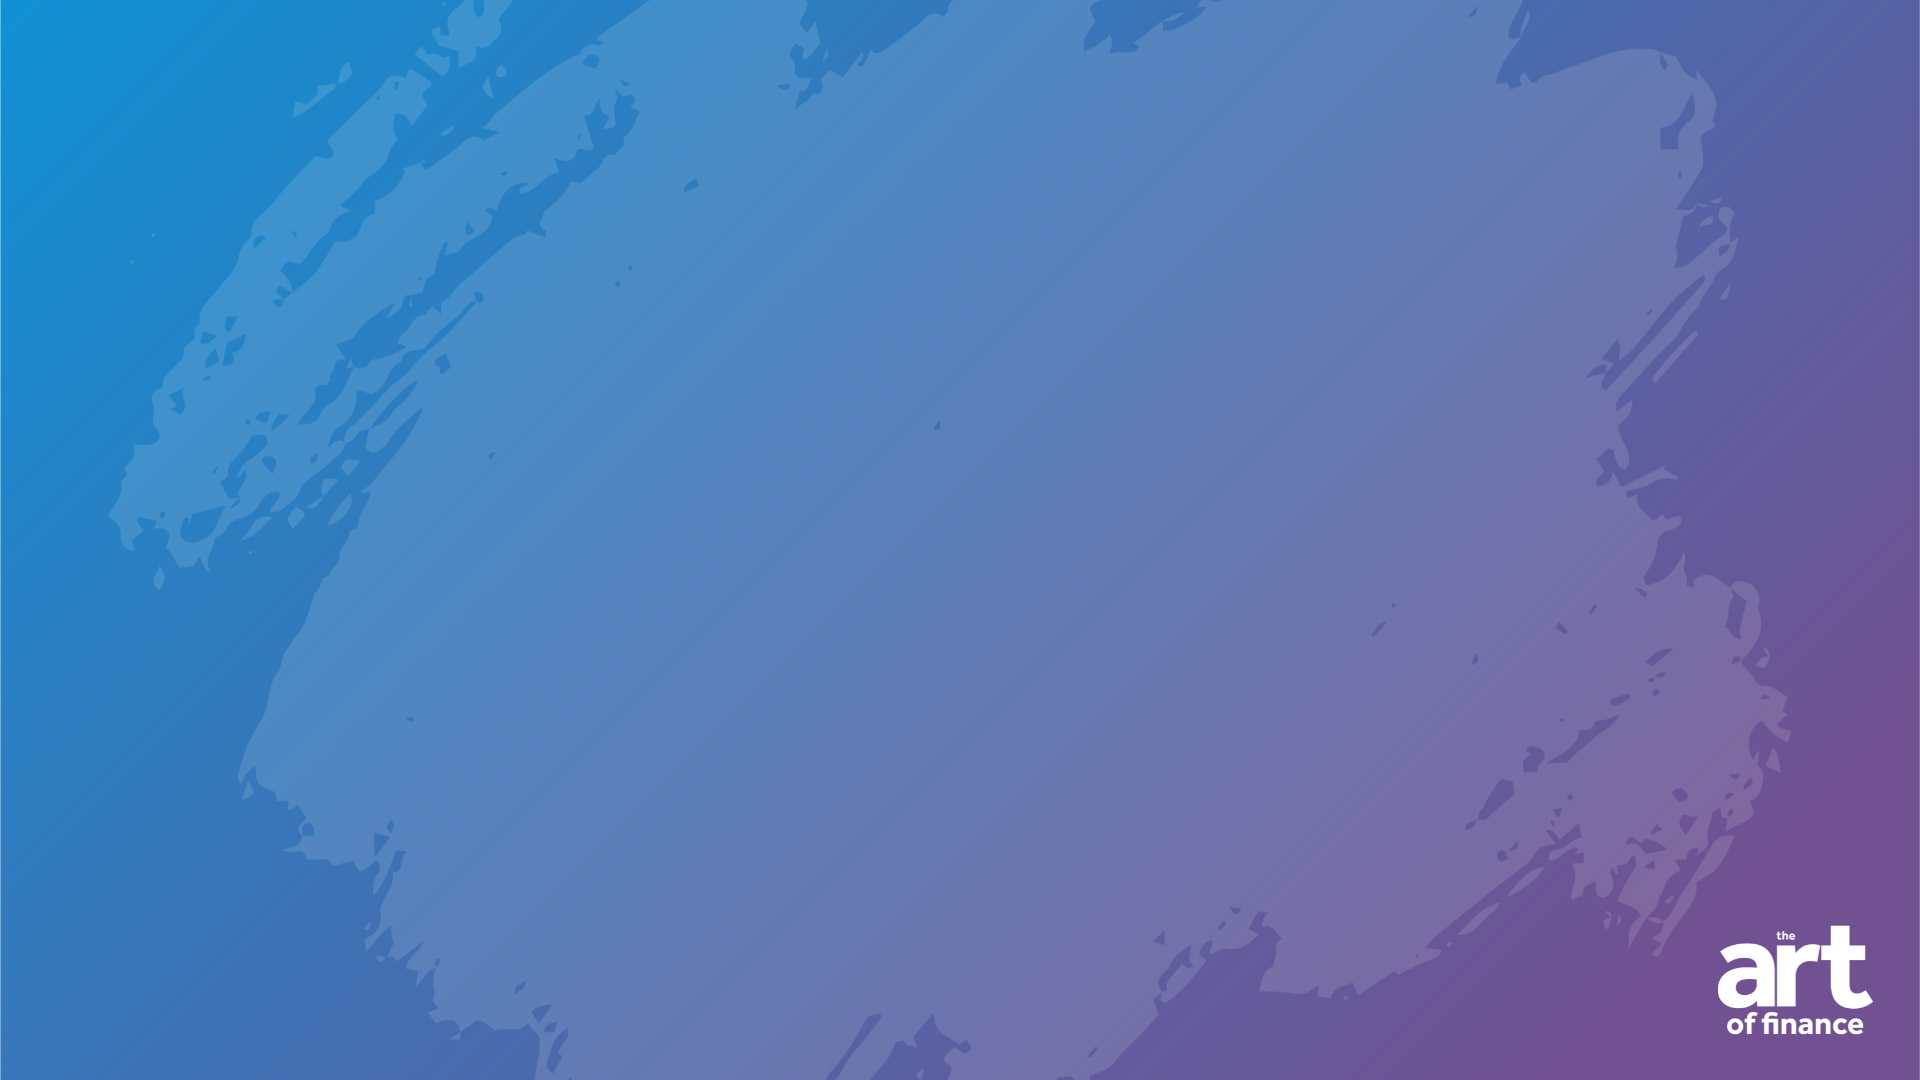 the
art
of finance